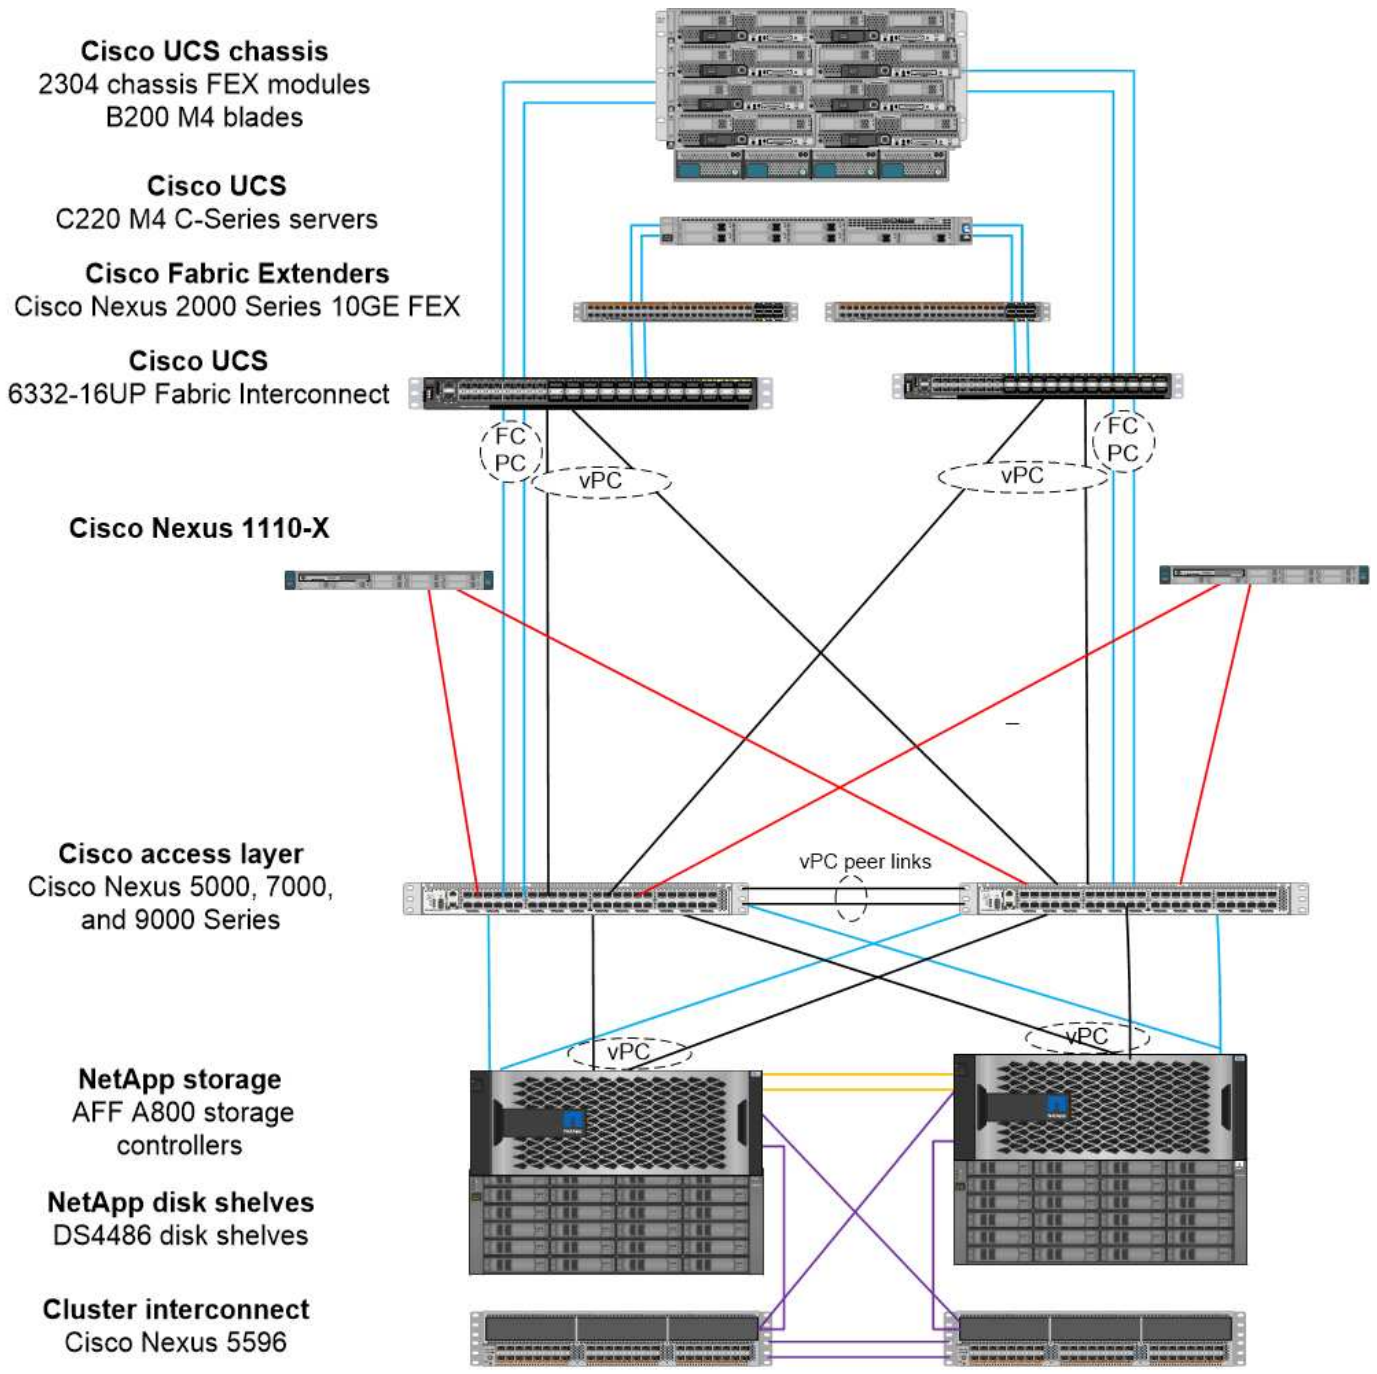 Cisco UCS chassis
2304 chassis FEX modules
B200 M4 blades
Cisco UCS
C220 M4 C-Series servers
Cisco Fabric Extenders
Cisco Nexus 2000 Series 10GE FEX
Cisco UCS
6332-16UP Fabric Interconnect
FC
PC
vPC
vPC
FC
PC
Cisco Nexus 1110-X
Cisco access layer
Cisco Nexus 5000, 7000,
and 9000 Series
vPC peer links
vPC
vPC
NetApp storage
AFF A800 storage
controllers
NetApp disk shelves
DS4486 disk shelves
Cluster interconnect
Cisco Nexus 5596